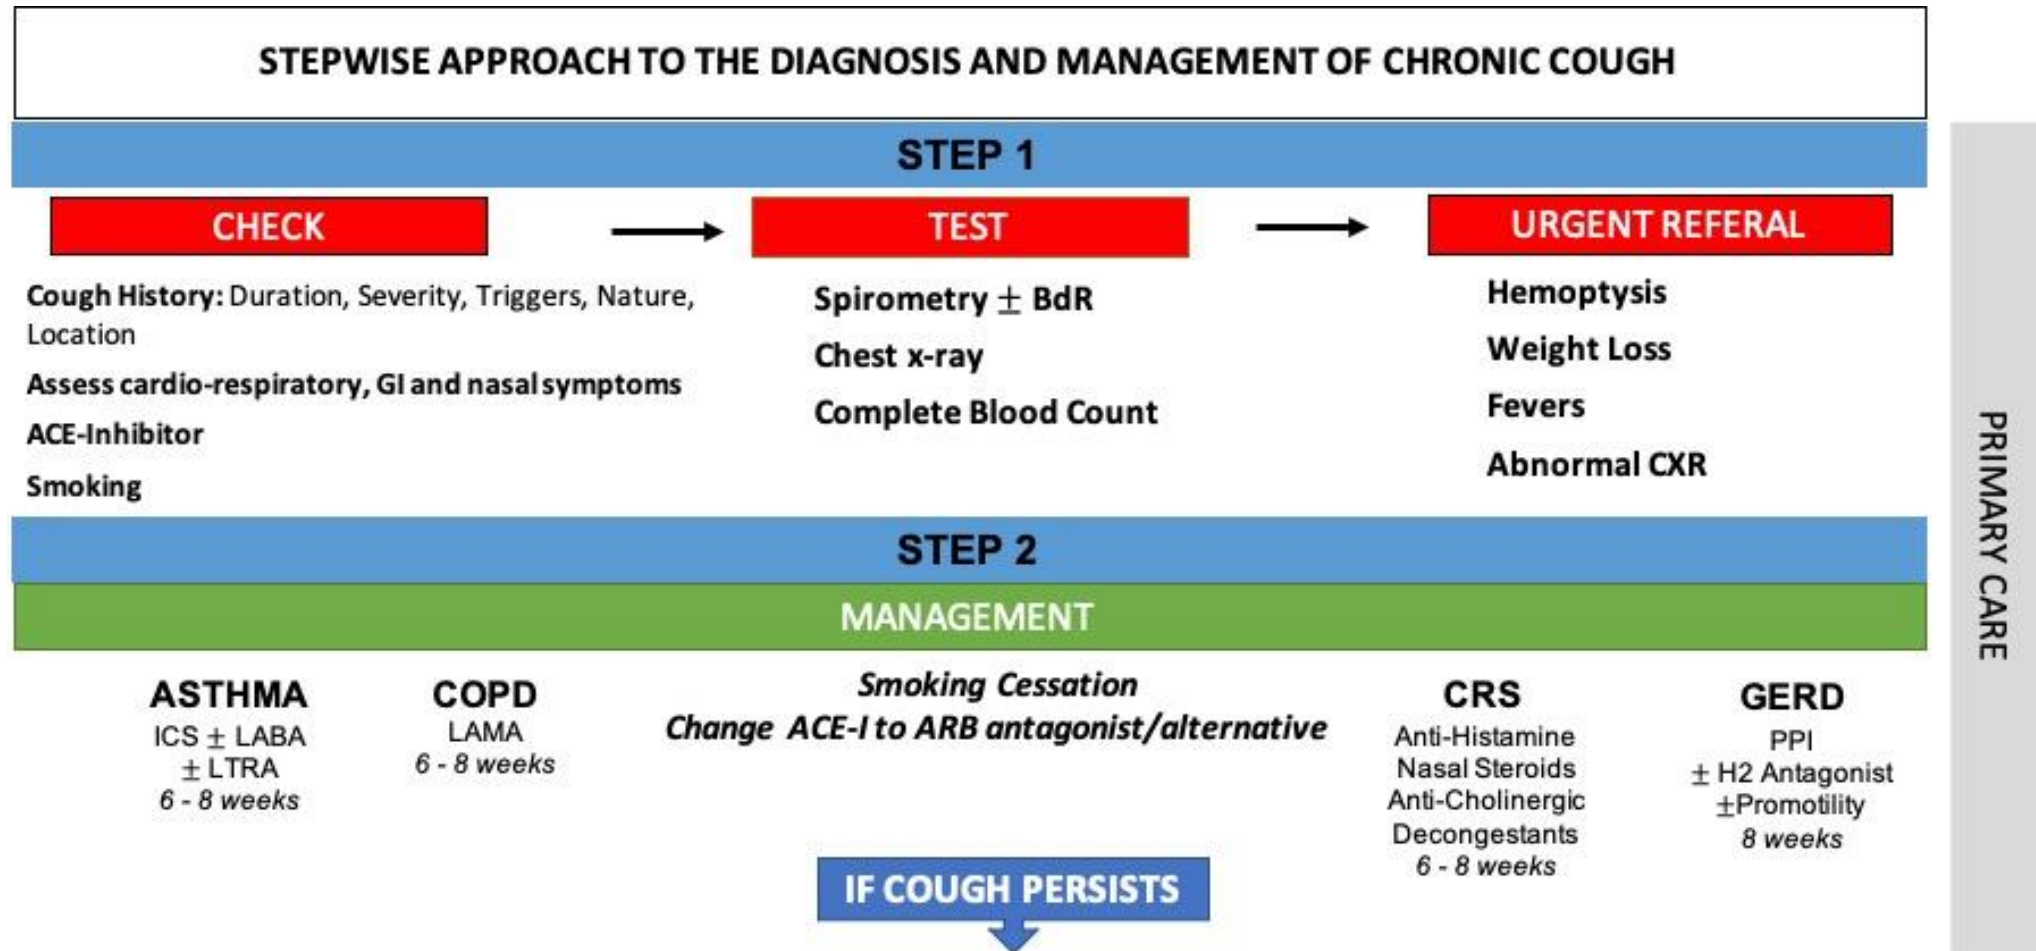 STEPWISE APPROACH TO THE DIAGNOSIS AND MANAGEMENT OF CHRONIC COUGH
STEP 1
CHECK
Cough History: Duration, Severity, Triggers, Nature,
Location
Assess cardio-respiratory, GI and nasal symptoms
ACE-Inhibitor
Smoking
TEST
Spirometry ± BdR
Chest x-ray
Complete Blood Count
URGENT REFERAL
Hemoptysis
Weight Loss
Fevers
Abnormal CXR
STEP 2
MANAGEMENT
ASTHMA
ICS ± LABA
± LTRA
6 - 8 weeks
COPD
LAMA
6 - 8 weeks
Smoking Cessation
Change ACE-I to ARB antagonist/alternative
CRS
Anti-Histamine
Nasal Steroids
Anti-Cholinergic
Decongestants
6 - 8 weeks
GERD
PPI
± H2 Antagonist
±Promotility
8 weeks
IF COUGH PERSISTS
PRIMARY CARE